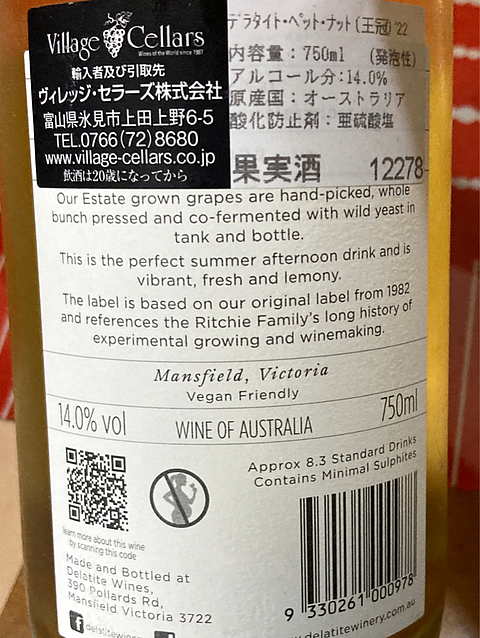 Village Cellars
Wines of the World since 1987
輸入者及び引取先
ヴィレッジ・セラーズ株式会社
富山県氷見市上田上野6-5
TEL.0766(72)8680
www.village-cellars.co.jp
飲酒は20歳になってから
デラタイト・ペット・ナット(王冠)'22
内容量:750ml (発泡性)
アルコール分:14.0%
原産国:オーストラリア
酸化防止剤:亜硫酸塩
果実酒 12278
Our Estate grown grapes are hand-picked, whole
bunch pressed and co-fermented with wild yeast in
tank and bottle.
This is the perfect summer afternoon drink and is
vibrant, fresh and lemony.
The label is based on our original label from 1982
and references the Ritchie Family's long history of
experimental growing and winemaking.
Mansfield, Victoria
Vegan Friendly
14.0% vol WINE OF AUSTRALIA 750ml
Approx 8.3 Standard Drinks
Contains Minimal Sulphites
learn more about this wine
by scanning this code
Made and Bottled at
Delatite Wines,
390 Pollards Rd,
Mansfield Victoria 3722
9 330261 000978
delatitewinery
www.delatitewinery.com.au